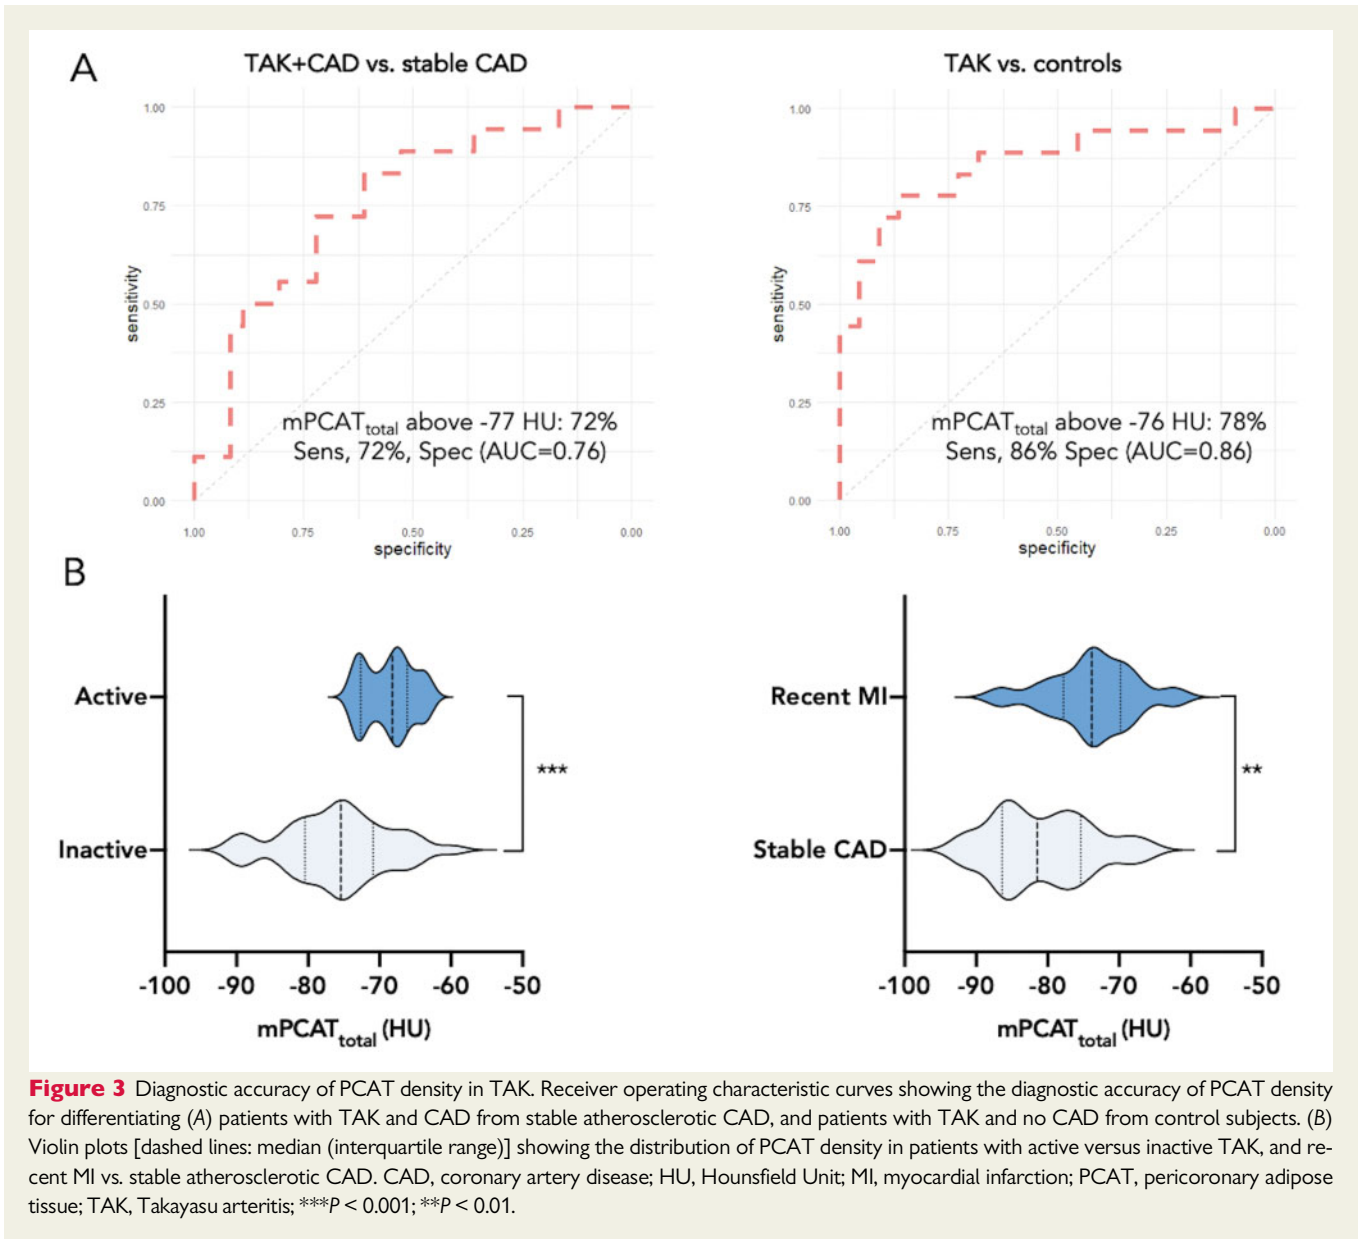 A
TAK+CAD vs. stable CAD
1.00
0.75
0.50
0.25
0.00
sensitivity
mPCATtotal above -77 HU: 72%
Sens, 72%, Spec (AUC=0.76)
1.00 0.75 0.50 0.25 0.00
specificity
TAK vs. controls
1.00
0.75
0.50
0.25
0.00
sensitivity
mPCATtotal above -76 HU: 78%
Sens, 86% Spec (AUC=0.86)
1.00 0.75 0.50 0.25 0.00
specificity
B
Active
Inactive
***
-100 -90 -80 -70 -60 -50
mPCATtotal (HU)
Recent MI
Stable CAD
**
-100 -90 -80 -70 -60 -50
mPCATtotal (HU)
Figure 3 Diagnostic accuracy of PCAT density in TAK. Receiver operating characteristic curves showing the diagnostic accuracy of PCAT density
for differentiating (A) patients with TAK and CAD from stable atherosclerotic CAD, and patients with TAK and no CAD from control subjects. (B)
Violin plots [dashed lines: median (interquartile range)] showing the distribution of PCAT density in patients with active versus inactive TAK, and re-
cent MI vs. stable atherosclerotic CAD. CAD, coronary artery disease; HU, Hounsfield Unit; MI, myocardial infarction; PCAT, pericoronary adipose
tissue; TAK, Takayasu arteritis; ***P < 0.001; **P < 0.01.